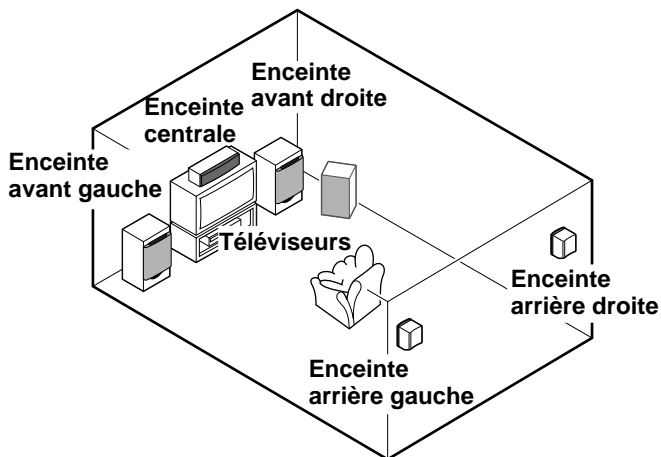 Enceinte
avant droite
Enceinte
centrale
Enceinte
avant gauche
Téléviseurs
Enceinte
arrière droite
Enceinte
arrière gauche